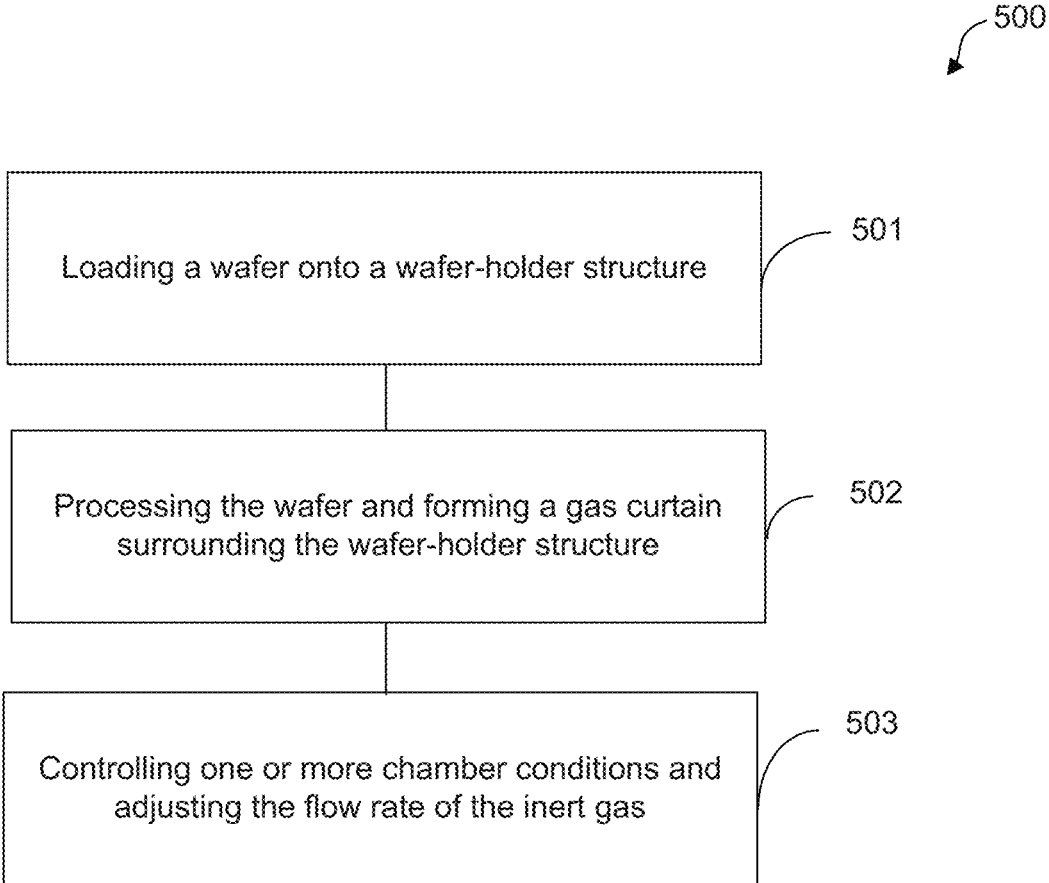 500
Loading a wafer onto a wafer-holder structure
501
Processing the wafer and forming a gas curtain
surrounding the wafer-holder structure
502
Controlling one or more chamber conditions and
adjusting the flow rate of the inert gas
503